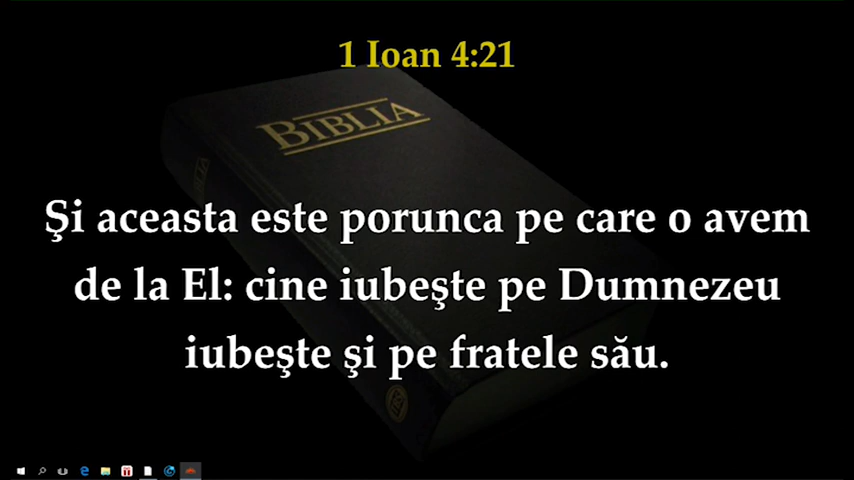 1 Ioan 4:21
BIBLIA
Şi aceasta este porunca pe care o avem
de la El: cine iubeşte pe Dumnezeu
iubeşte şi pe fratele său.